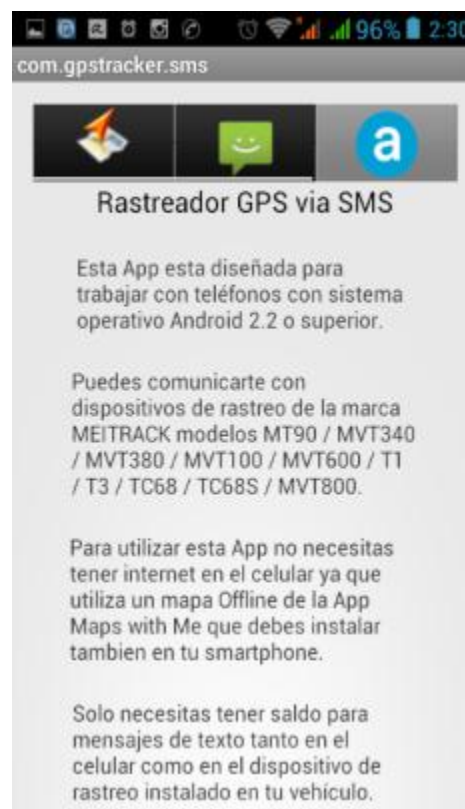 96% 2:30
com.gpstracker.sms
a
Rastreador GPS via SMS
Esta App esta diseñada para
trabajar con teléfonos con sistema
operativo Android 2.2 o superior.
Puedes comunicarte con
dispositivos de rastreo de la marca
MEITRACK modelos MT90 / MVT340
/ MVT380 / MVT100 / MVT600 / T1
/ T3 / TC68 / TC68S / MVT800.
Para utilizar esta App no necesitas
tener internet en el celular ya que
utiliza un mapa Offline de la App
Maps with Me que debes instalar
tambien en tu smartphone.
Solo necesitas tener saldo para
mensajes de texto tanto en el
celular como en el dispositivo de
rastreo instalado en tu vehículo.